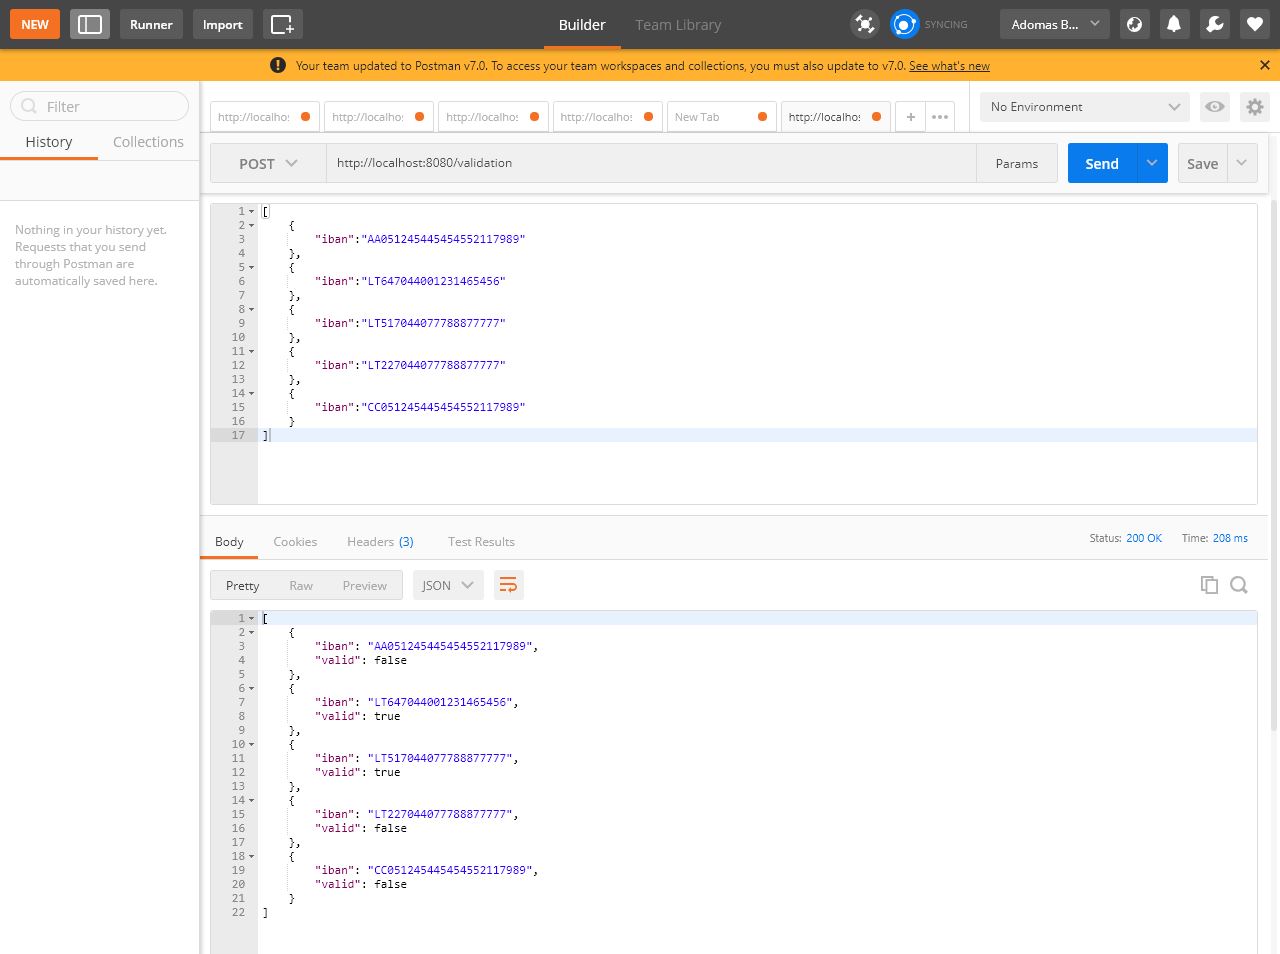 NEW Runner Import Builder Team Library SYNCING Adomas B...
Your team updated to Postman v7.0. To access your team workspaces and collections, you must also update to v7.0. See what's new
Filter
History Collections
Nothing in your history yet.
Requests that you send
through Postman are
automatically saved here.
http://localho: http://localho: http://localho: http://localho: New Tab http://localho: + ••• No Environment
POST http://localhost:8080/validation Params Send Save
1 [
2 {
3 "iban":"AA051245445454552117989"
4 },
5 {
6 "iban":"LT647044001231465456"
7 },
8 {
9 "iban":"LT517044077788877777"
10 },
11 {
12 "iban":"LT227044077788877777"
13 },
14 {
15 "iban":"CC051245445454552117989"
16 }
17 ]
Body Cookies Headers (3) Test Results Status: 200 OK Time: 208 ms
Pretty Raw Preview JSON
1 [
2 {
3 "iban": "AA051245445454552117989",
4 "valid": false
5 },
6 {
7 "iban": "LT647044001231465456",
8 "valid": true
9 },
10 {
11 "iban": "LT517044077788877777",
12 "valid": true
13 },
14 {
15 "iban": "LT227044077788877777",
16 "valid": false
17 },
18 {
19 "iban": "CC051245445454552117989",
20 "valid": false
21 }
22 ]